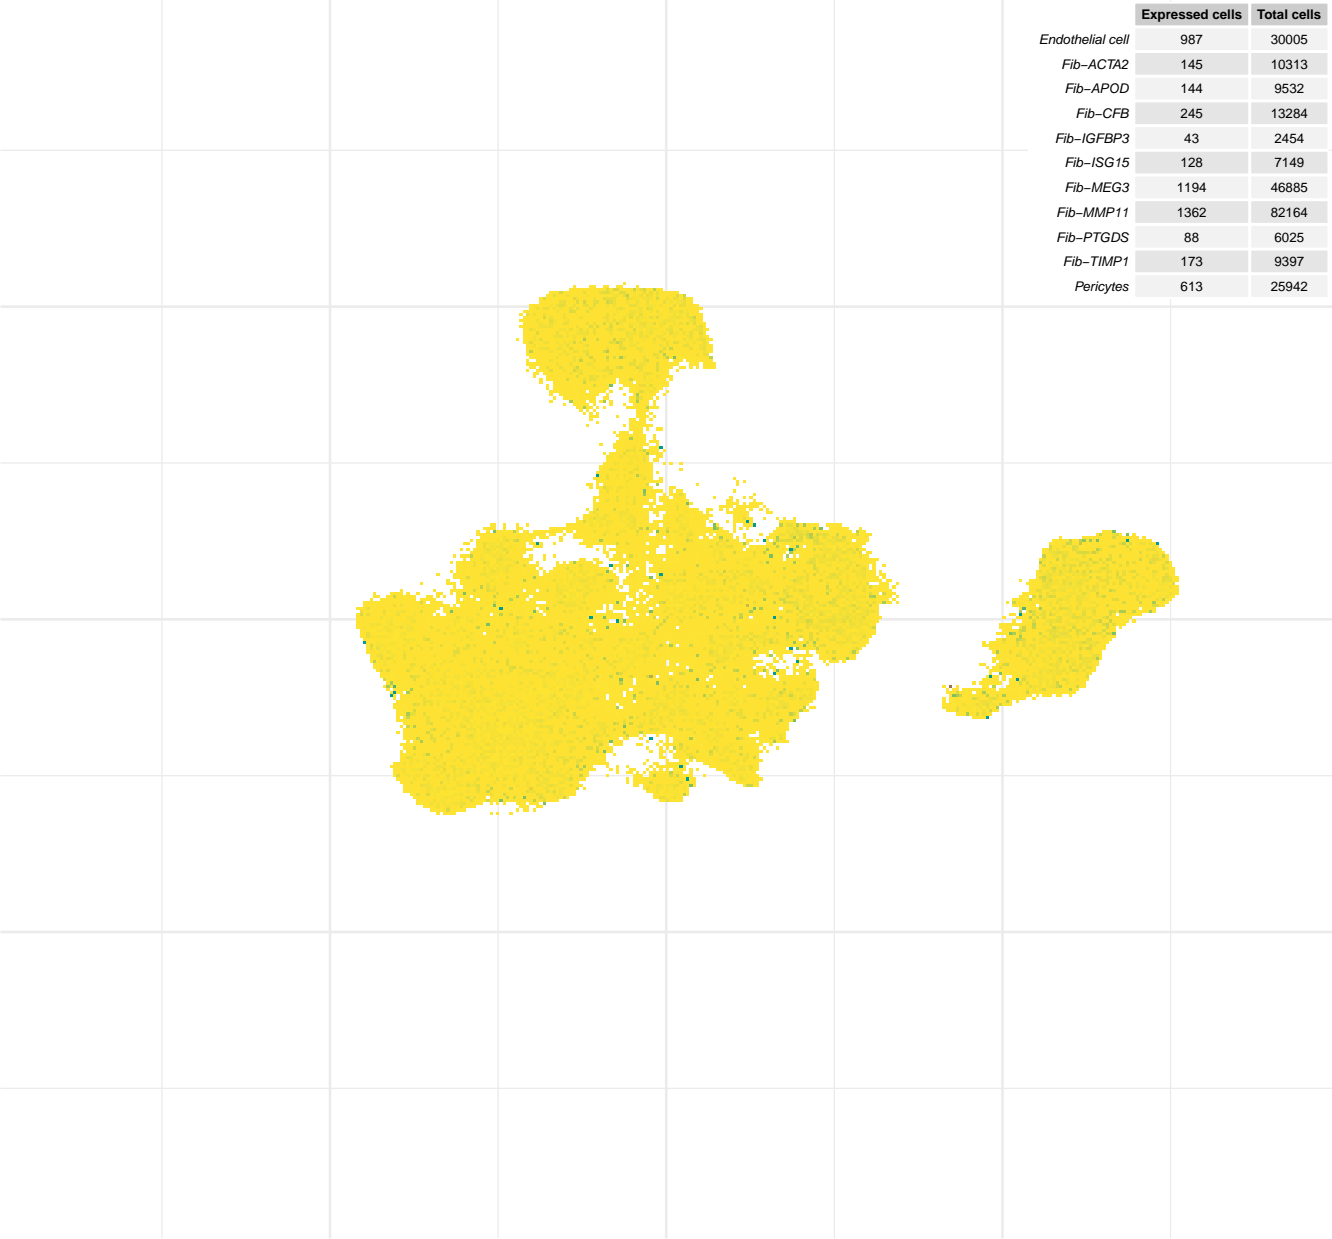 Expressed cells Total cells
Endothelial cell 987 30005
Fib−ACTA2 145 10313
Fib−APOD 144 9532
Fib−CFB 245 13284
Fib−IGFBP3 43 2454
Fib−ISG15 128 7149
Fib−MEG3 1194 46885
Fib−MMP11 1362 82164
Fib−PTGDS 88 6025
Fib−TIMP1 173 9397
Pericytes 613 25942